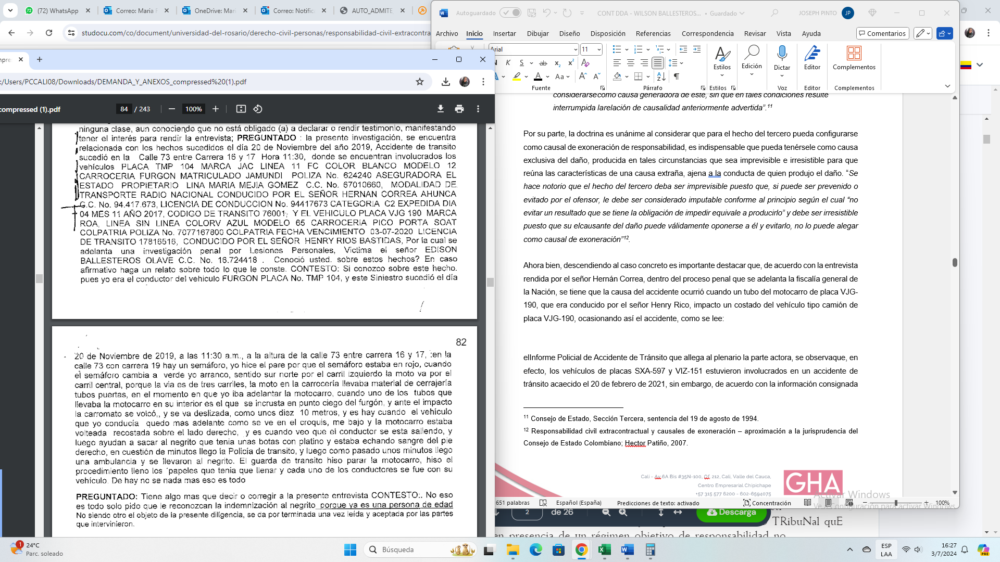 (72) WhatsApp
Correo: Maria F
OneDrive: Mari
Correo: Notifica
AUTO_ADMITE
studocu.com/co/document/universidad-del-rosario/derecho-civil-personas/responsabilidad-civil-extracontra
:/Users/PCCALI08/Downloads/DEMANDA_Y_ANEXOS_compressed%20(1).pdf
compressed (1).pdf
84 / 243
100%
ninguna clase, aun conociendo que no está obligado (a) a declarar o rendir testimonio, manifestando
tener el interés para rendir la entrevista; PREGUNTADO : la presente investigación, se encuentra
relacionada con los hechos sucedidos el día 20 de Noviembre del año 2019, Accidente de transito
sucedió en la Calle 73 entre Carrera 16 y 17 Hora 11:30, donde se encuentran involucrados los
vehículos PLACA TMP 104 MARCA JAC LINEA 11 FC COLOR BLANCO MODELO 12
CARROCERIA FURGON MATRICULADO JAMUNDI POLIZA No. 624240 ASEGURADORA EL
ESTADO PROPIETARIO LINA MARIA MEJIA GOMEZ C.C. No. 67010660, MODALIDAD DE
TRANSPORTE RADIO NACIONAL CONDUCIDO POR EL SEÑOR HERNAN CORREA AHUNCA
C.C. No. 94.417.673, LICENCIA DE CONDUCCION No. 94417673 CATEGORIA C2 EXPEDIDA DIA
04 MES 11 AÑO 2017, CODIGO DE TRANSITO 76001; Y EL VEHICULO PLACA VJG 190 MARCA
ROA, LINEA SIN LINEA COLORV AZUL MODELO 65 CARROCERIA PICO PORTA SOAT
COLPATRIA POLIZA No. 7077167800 COLPATRIA FECHA VENCIMIENTO 03-07-2020 LICENCIA
DE TRANSITO 17816516, CONDUCIDO POR EL SEÑOR HENRY RIOS BASTIDAS, Por la cual se
adelanta una investigación penal por Lesiones Personales, Victima el señor EDISON
BALLESTEROS OLAVE C.C. No. 16.724418 . Conoció usted. sobre estos hechos? En caso
afirmativo haga un relato sobre todo lo que le conste. CONTESTO: Si conozco sobre este hecho.
pues yo era el conductor del vehiculo FURGON PLACA No. TMP 104, y este Siniestro sucedió el día
82
20 de Noviembre de 2019, a las 11:30 a.m., a la altura de la calle 73 entre carrera 16 y 17, en la
calle 73 con carrera 19 hay un semáforo, yo hice el pare por que el semáforo estaba en rojo, cuando
el semáforo cambia a verde yo arranco, sentido sur norte por el carril izquierdo la moto va por el
carril central, porque la via es de tres carriles, la moto en la carrocería llevaba material de cerrajería
tubos puertas, en el momento en que yo iba adelantar la motocarro, cuando uno de los tubos que
llevaba la motocarro en su interior es el que se incrusta en punto ciego del furgón, y ante el impacto
la carromato se volcó,, y se va deslizada, como unos diez 10 metros, y es hay cuando el vehículo
que yo conducía quedo mas adelante como se ve en el croquis, me bajo y la motocarro estaba
volteada recostada sobre el lado derecho, y es cuando veo que el conductor se esta saliendo, y
luego ayudan a sacar al negrito que tenia unas botas con platino y estaba echando sangre del pie
derecho, en cuestión de minutos llego la Policía de transito, y luego como pasado unos minutos llego
una ambulancia y se llevaron al negrito. El guarda de transito hiso parar la motocarro, hiso el
procedimiento lleno los papeles que tenia que llenar y cada uno de los conductores se fue con su
vehículo. De hay no se nada mas eso es todo
PREGUNTADO: Tiene algo mas que decir o corregir a la presente entrevista CONTESTO:. No eso
es todo solo pido que le reconozcan la indemnización al negrito porque ya es una persona de edad
No siendo otro el objeto de la presente diligencia, se da por terminada una vez leída y aceptada por las partes
que intervinieron.
Autoguardado
CONT DDA - WILSON BALLESTEROS... • Guardado
JOSEPH PINTO JP
Archivo Inicio Insertar Dibujar Diseño Disposición Referencias Correspondencia Revisar Vista Ayuda
Comentarios
Arial 11
Estilos Edición Dictar Editor Complementos
Fuente Párrafo Estilos Voz Editor Complementos
considerarsecomo causa generadora de este, sin que en tales condiciones resulte
interrumpida larelación de causalidad anteriormente advertida”.11
Por su parte, la doctrina es unánime al considerar que para el hecho del tercero pueda configurarse
como causal de exoneración de responsabilidad, es indispensable que pueda tenérsele como causa
exclusiva del daño, producida en tales circunstancias que sea imprevisible e irresistible para que
reúna las características de una causa extraña, ajena a la conducta de quien produjo el daño. “Se
hace notorio que el hecho del tercero deba ser imprevisible puesto que, si puede ser prevenido o
evitado por el ofensor, le debe ser considerado imputable conforme al principio según el cual “no
evitar un resultado que se tiene la obligación de impedir equivale a producirlo” y debe ser irresistible
puesto que su elcausante del daño puede válidamente oponerse a él y evitarlo, no lo puede alegar
como causal de exoneración”12.
Ahora bien, descendiendo al caso concreto es importante destacar que, de acuerdo con la entrevista
rendida por el señor Hernán Correa, dentro del proceso penal que se adelanta la fiscalía general de
la Nación, se tiene que la causa del accidente ocurrió cuando un tubo del motocarro de placa VJG-
190, que era conducido por el señor Henry Rico, impacto un costado del vehículo tipo camión de
placa VJG-190, ocasionando así el accidente, como se lee:
elInforme Policial de Accidente de Tránsito que allega al plenario la parte actora, se observaque, en
efecto, los vehículos de placas SXA-597 y VIZ-151 estuvieron involucrados en un accidente de
tránsito acaecido el 20 de febrero de 2021, sin embargo, de acuerdo con la información consignada
11 Consejo de Estado, Sección Tercera, sentencia del 19 de agosto de 1994.
12 Responsabilidad civil extracontractual y causales de exoneración – aproximación a la jurisprudencia del
Consejo de Estado Colombiano; Hector Patiño, 2007.
Cali - Av 6A Bis #35N-100, Of. 212, Cali, Valle del Cauca,
Centro Empresarial Chipichape
+57 315 577 6200 - 602-6594075
GHA
Activar Windows
Ve a Configuración para activar Windows.
651 palabras Español (España) Predicciones de texto: activado Concentración 100%
2 de 26
Descarga
TRibuNal quE
en presencia de un régimen objetivo de responsabilidad no
1
24°C
Parc. soleado
Búsqueda
ESP
LAA
16:27
3/7/2024